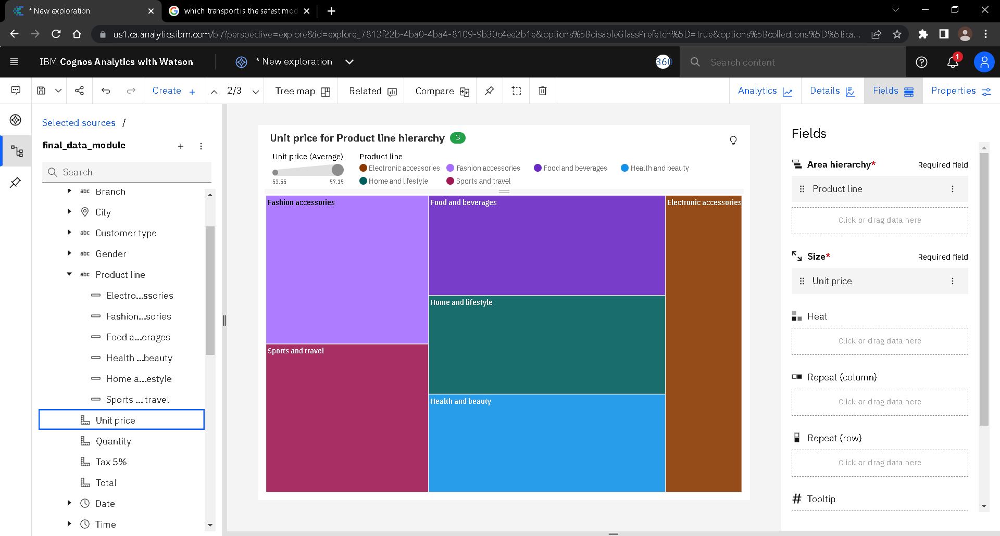 * New exploration
which transport is the safest mod
us1.ca.analytics.ibm.com/bi/?perspective=explore&id=explore_7813f22b-4ba0-4ba4-8109-9b30c4ee2b1e&options%5BdisableGlassPrefetch%5D=true&options%5Bcollections%5D%5Bca...
IBM Cognos Analytics with Watson
* New exploration
360
Search content
1
Create
2/3
Tree map
Related
Compare
Analytics
Details
Fields
Properties
Selected sources /
final_data_module
Search
abc Branch
City
abc Customer type
abc Gender
abc Product line
Electro...ssories
Fashion...sories
Food a...erages
Health ...beauty
Home a...estyle
Sports ... travel
Unit price
Quantity
Tax 5%
Total
Date
Time
Unit price for Product line hierarchy 3
Unit price (Average)
53.55 57.15
Product line
Electronic accessories Fashion accessories Food and beverages Health and beauty
Home and lifestyle Sports and travel
Fashion accessories
Food and beverages
Electronic accessories
Home and lifestyle
Sports and travel
Health and beauty
Fields
Area hierarchy* Required field
Product line
Click or drag data here
Size* Required field
Unit price
Heat
Click or drag data here
Repeat (column)
Click or drag data here
Repeat (row)
Click or drag data here
# Tooltip